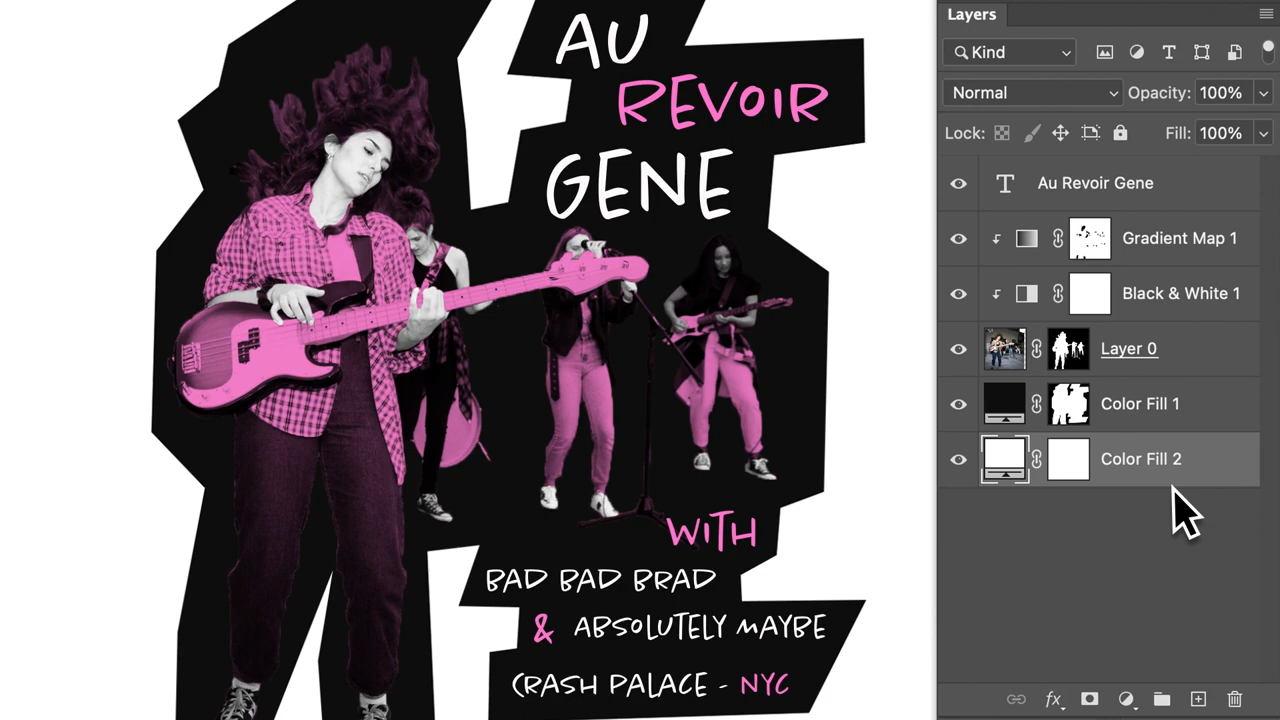 AU
REVOIR
GENE
WITH
BAD BAD BRAD
& ABSOLUTELY MAYBE
CRASH PALACE - NYC
Layers
Kind
Normal Opacity: 100%
Lock: Fill: 100%
T Au Revoir Gene
Gradient Map 1
Black & White 1
Layer 0
Color Fill 1
Color Fill 2
fx